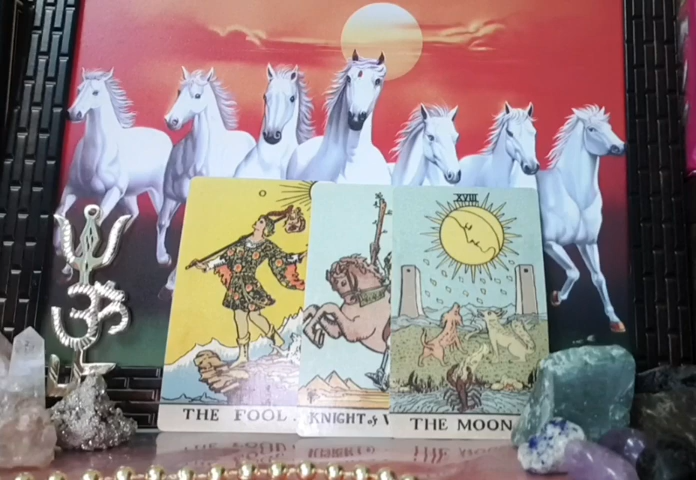 XVIII
THE FOOL.
KNIGHT of
THE MOON
ॐ